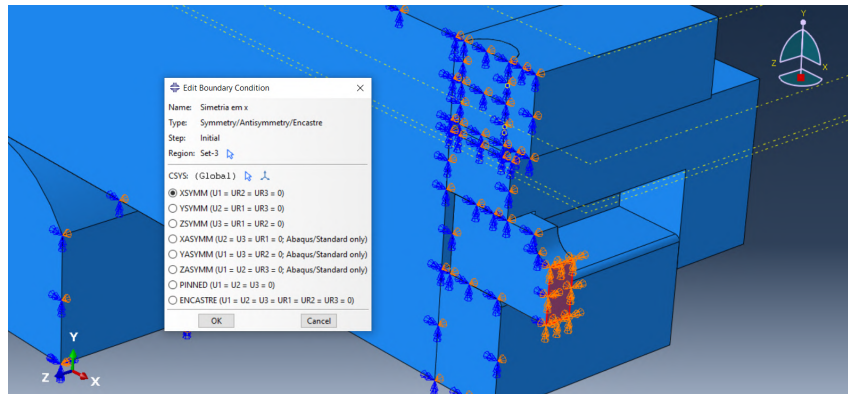 Edit Boundary Condition
Name: Simetria em x
Type: Symmetry/Antisymmetry/Encastre
Step: Initial
Region: Set-3
CSYS: (Global)
XSYMM (U1 = UR2 = UR3 = 0)
YSYMM (U2 = UR1 = UR3 = 0)
ZSYMM (U3 = UR1 = UR2 = 0)
XASYMM (U2 = U3 = UR1 = 0; Abaqus/Standard only)
YASYMM (U1 = U3 = UR2 = 0; Abaqus/Standard only)
ZASYMM (U1 = U2 = UR3 = 0; Abaqus/Standard only)
PINNED (U1 = U2 = U3 = 0)
ENCASTRE (U1 = U2 = U3 = UR1 = UR2 = UR3 = 0)
OK Cancel
Y
Z X
Y
Z X